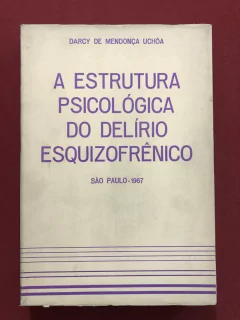 DARCY DE MENDONÇA UCHÔA
A ESTRUTURA
PSICOLÓGICA
DO DELÍRIO
ESQUIZOFRÊNICO
SÃO PAULO - 1967